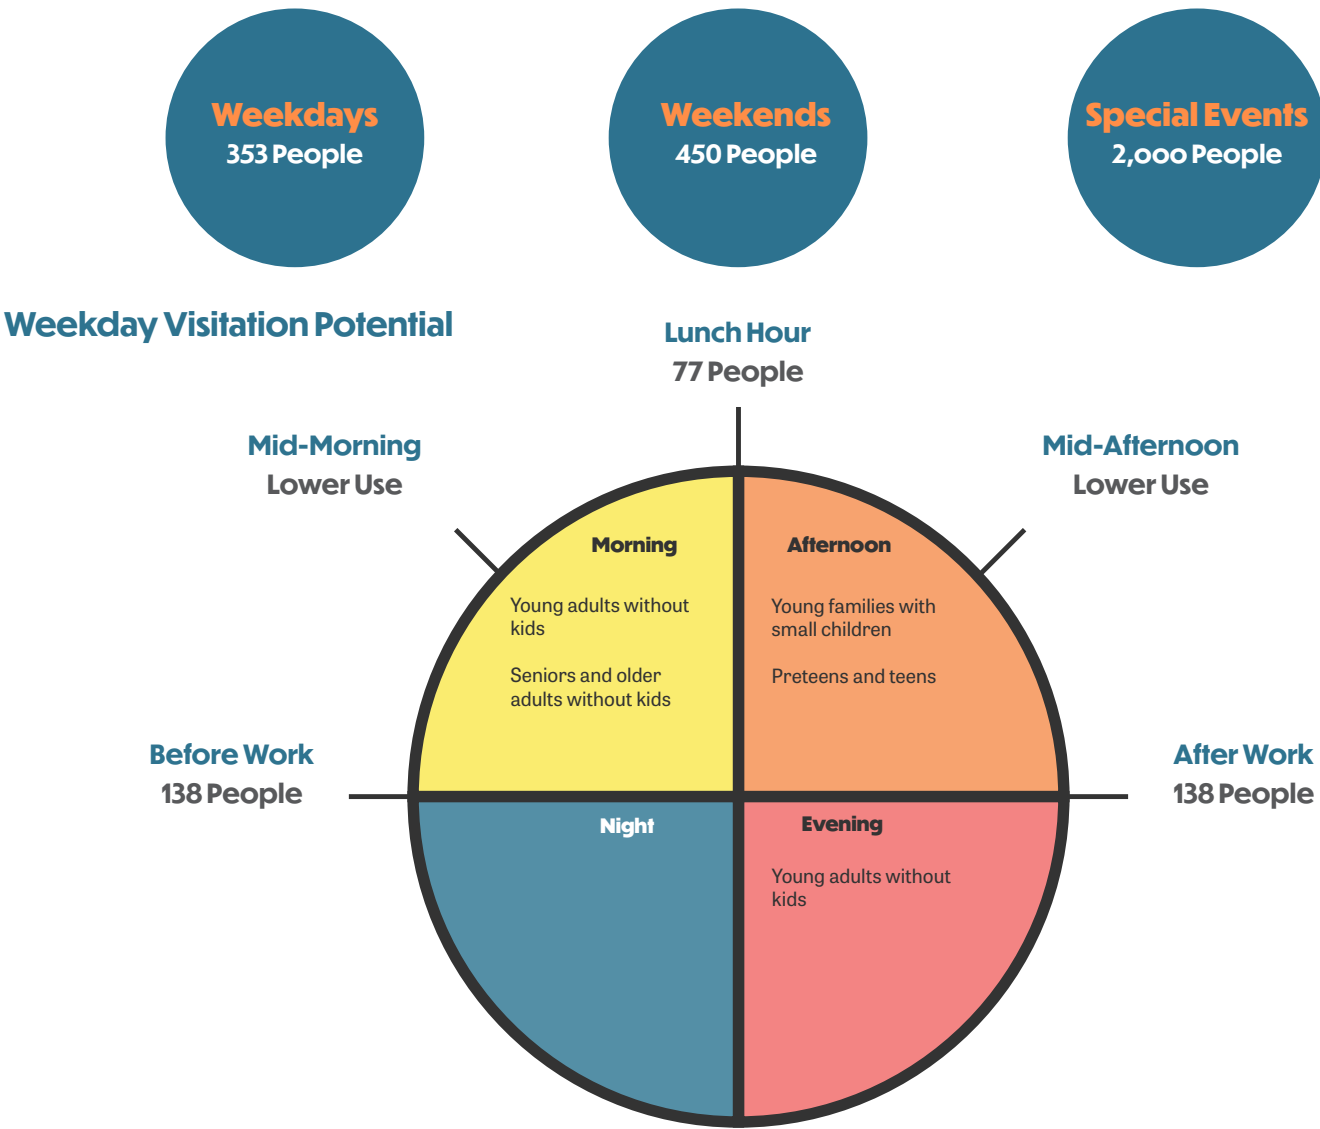 Weekdays
353 People
Weekends
450 People
Special Events
2,000 People
Weekday Visitation Potential
Lunch Hour
77 People
Mid-Morning
Lower Use
Mid-Afternoon
Lower Use
Morning
Young adults without
kids
Seniors and older
adults without kids
Afternoon
Young families with
small children
Preteens and teens
Before Work
138 People
After Work
138 People
Night
Evening
Young adults without
kids